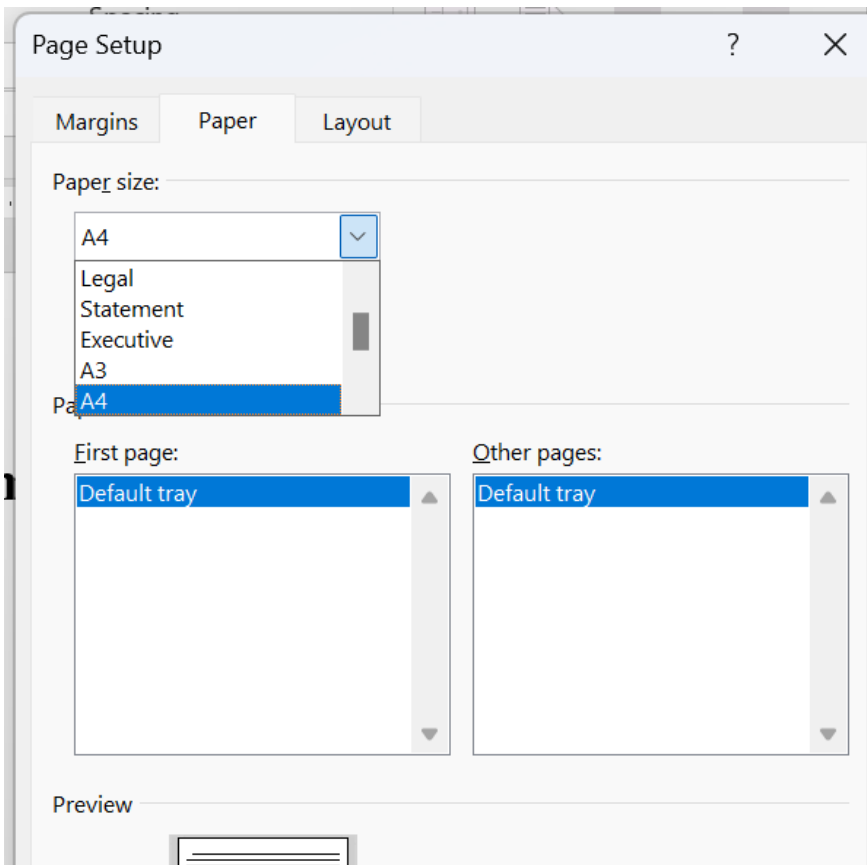 Spacing
Page Setup ?
Margins Paper Layout
Paper size:
A4
Legal
Statement
Executive
A3
A4
First page: Other pages:
Default tray Default tray
Preview